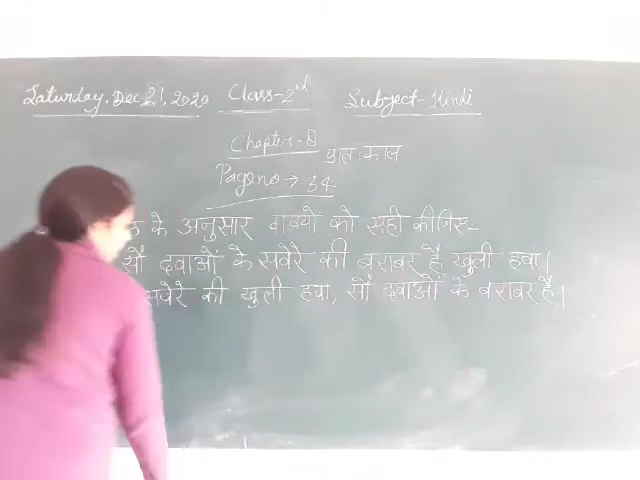 Saturday, Dec 21, 2020 Class-2nd Subject-Hindi
Chapter-8 प्रातःकाल
Page no → 34
के अनुसार वाक्यों को सही कीजिए-
सौ दवाओं के सवेरे की बराबर है, खुली हवा।
सवेरे की खुली हवा, सौ दवाओं के बराबर है।